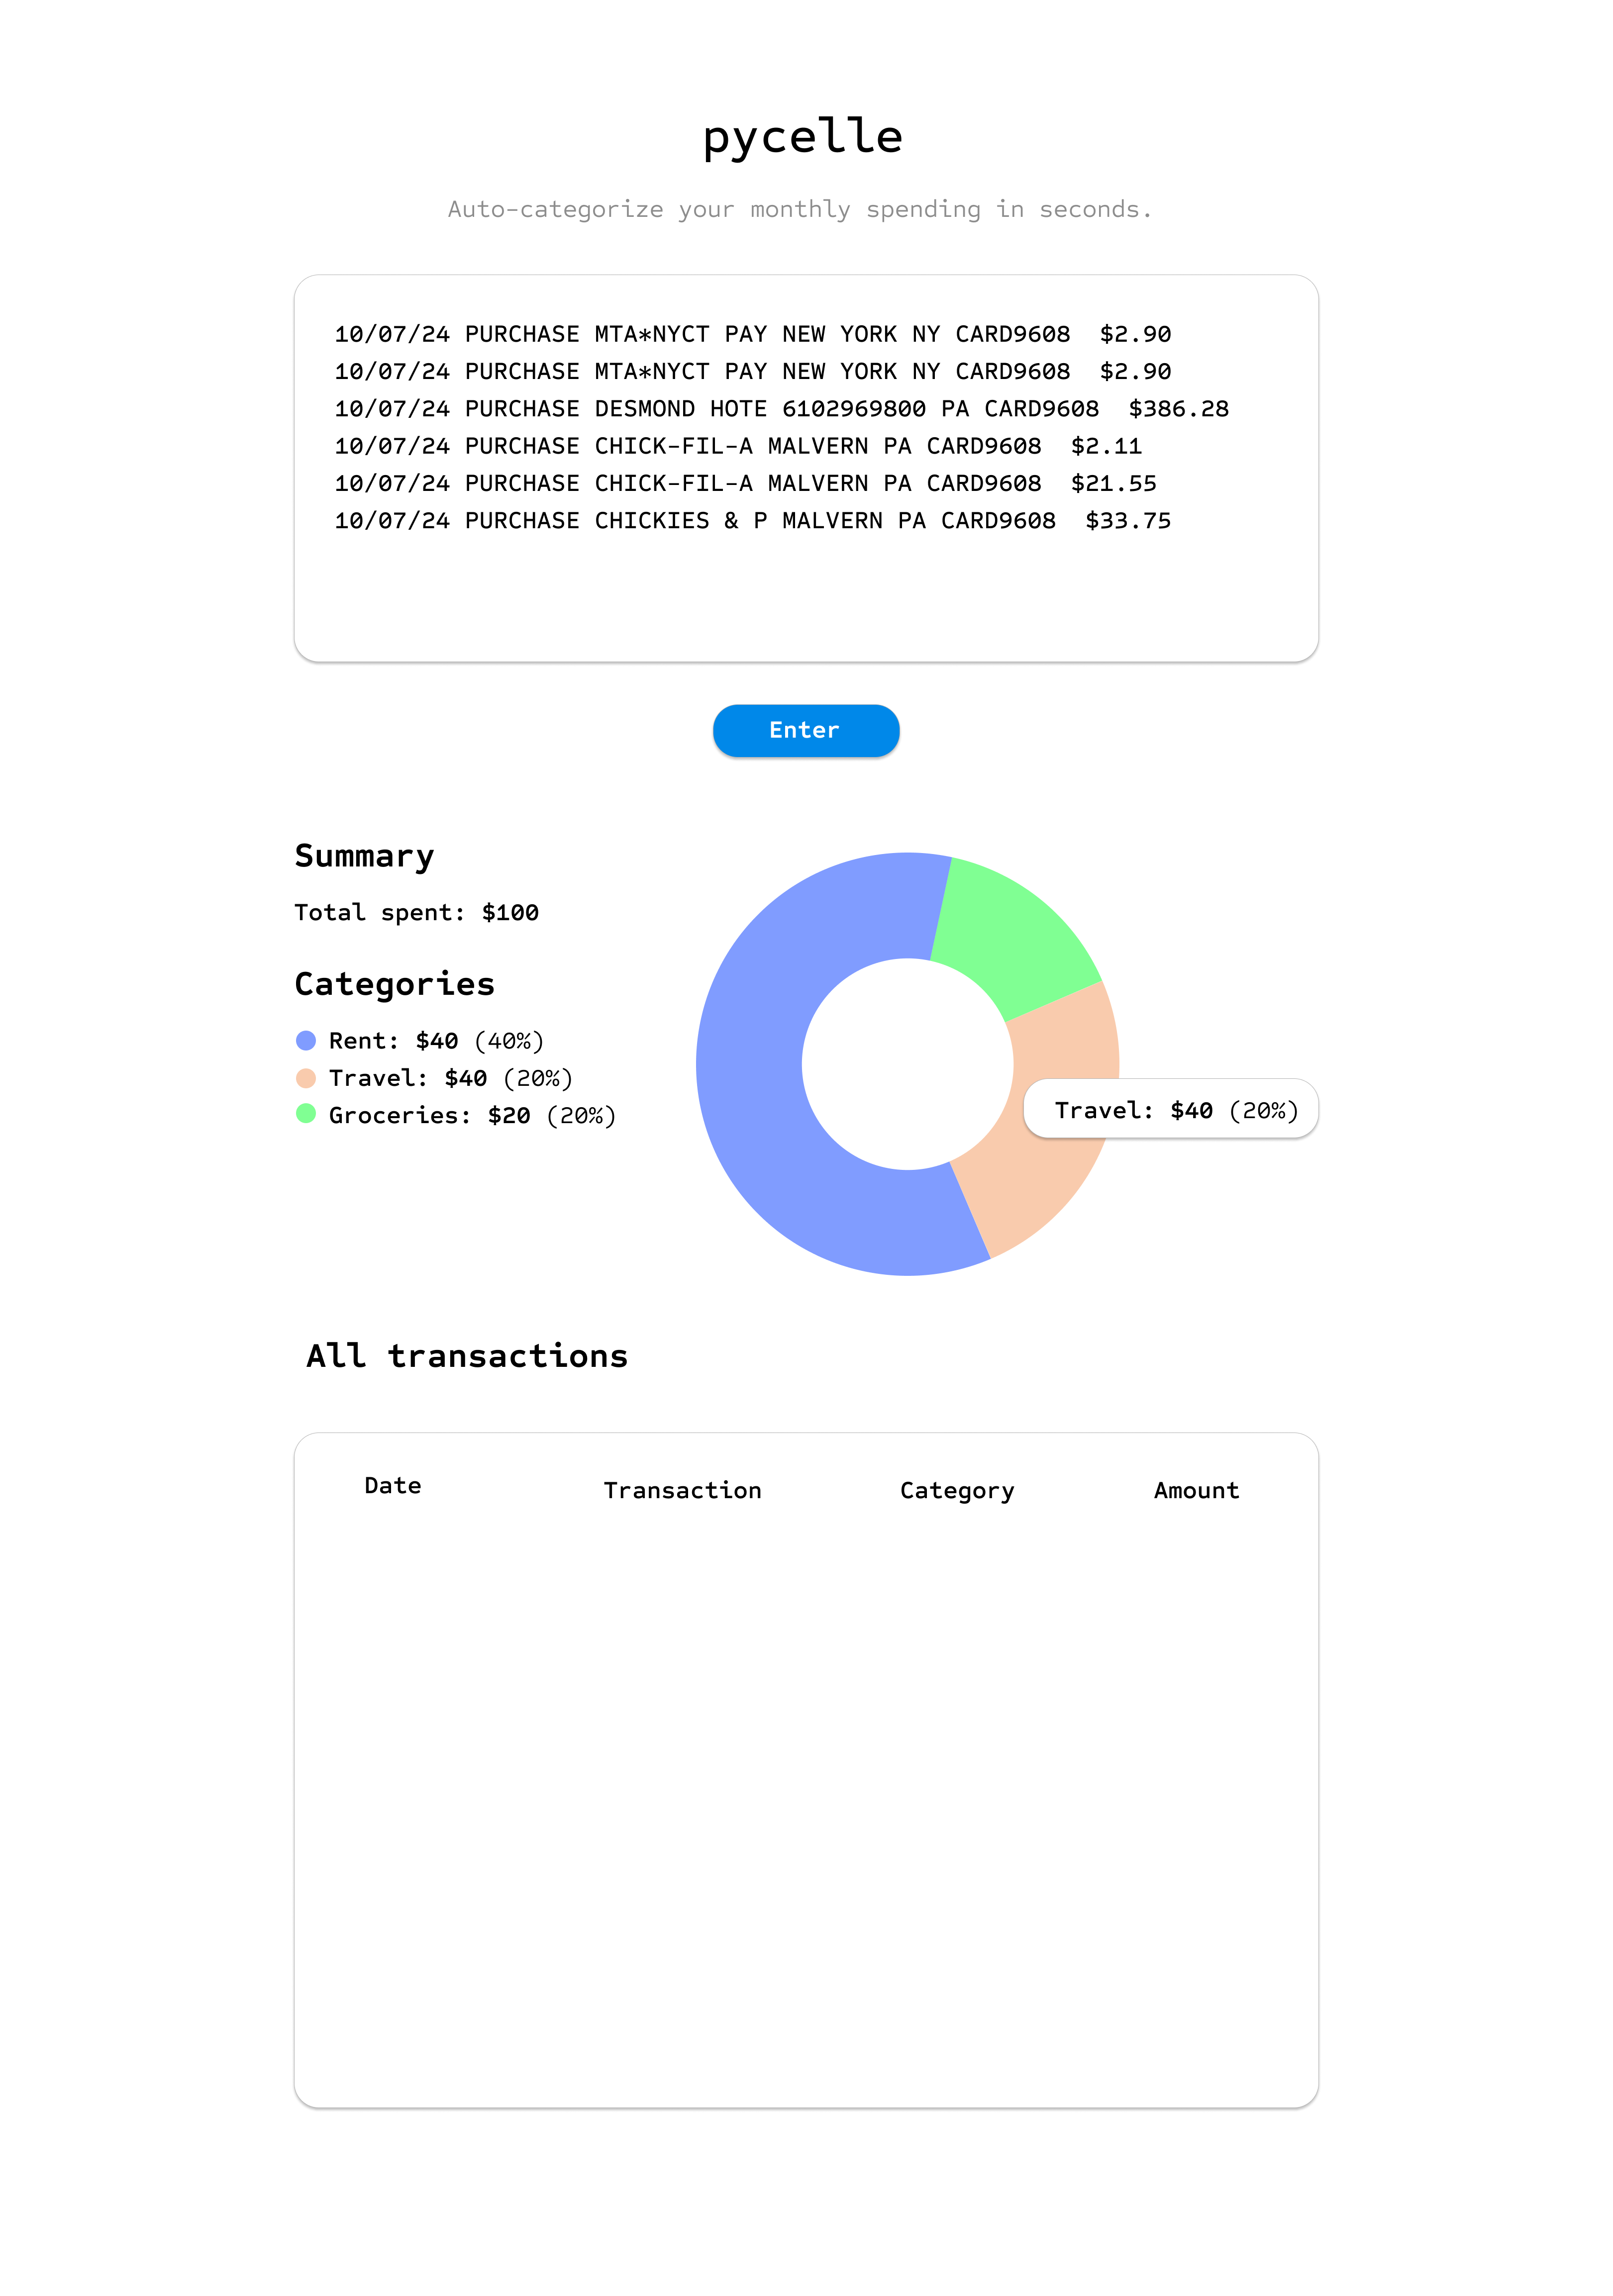 pycelle
Auto-categorize your monthly spending in seconds.
10/07/24 PURCHASE MTA*NYCT PAY NEW YORK NY CARD9608  $2.90
10/07/24 PURCHASE MTA*NYCT PAY NEW YORK NY CARD9608  $2.90
10/07/24 PURCHASE DESMOND HOTE 6102969800 PA CARD9608  $386.28
10/07/24 PURCHASE CHICK-FIL-A MALVERN PA CARD9608  $2.11
10/07/24 PURCHASE CHICK-FIL-A MALVERN PA CARD9608  $21.55
10/07/24 PURCHASE CHICKIES & P MALVERN PA CARD9608  $33.75
Enter
Summary
Total spent: $100
Categories
Rent: $40 (40%)
Travel: $40 (20%)
Groceries: $20 (20%)
Travel: $40 (20%)
All transactions
Date Transaction Category Amount